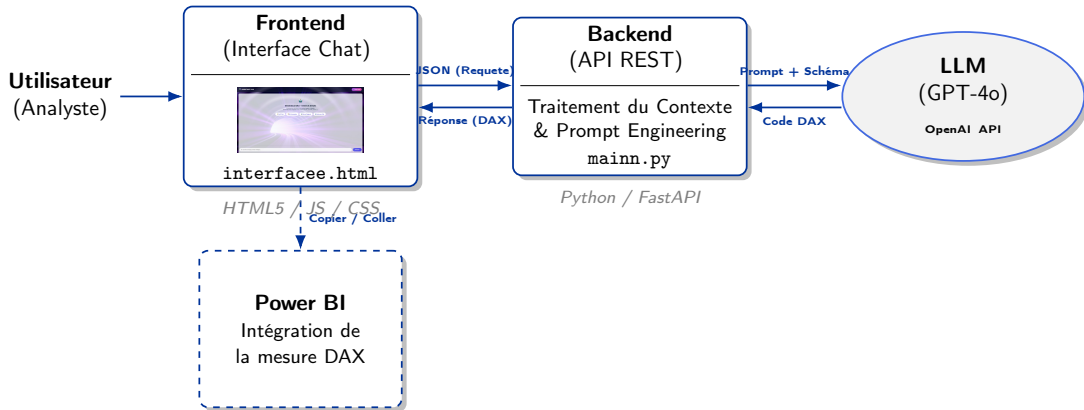 Utilisateur
(Analyste)
Frontend
(Interface Chat)
interfacee.html
HTML5 / JS / CSS
JSON (Requete)
Réponse (DAX)
Backend
(API REST)
Traitement du Contexte
& Prompt Engineering
mainn.py
Python / FastAPI
Prompt + Schéma
Code DAX
LLM
(GPT-4o)
OpenAI API
Copier / Coller
Power BI
Intégration de
la mesure DAX